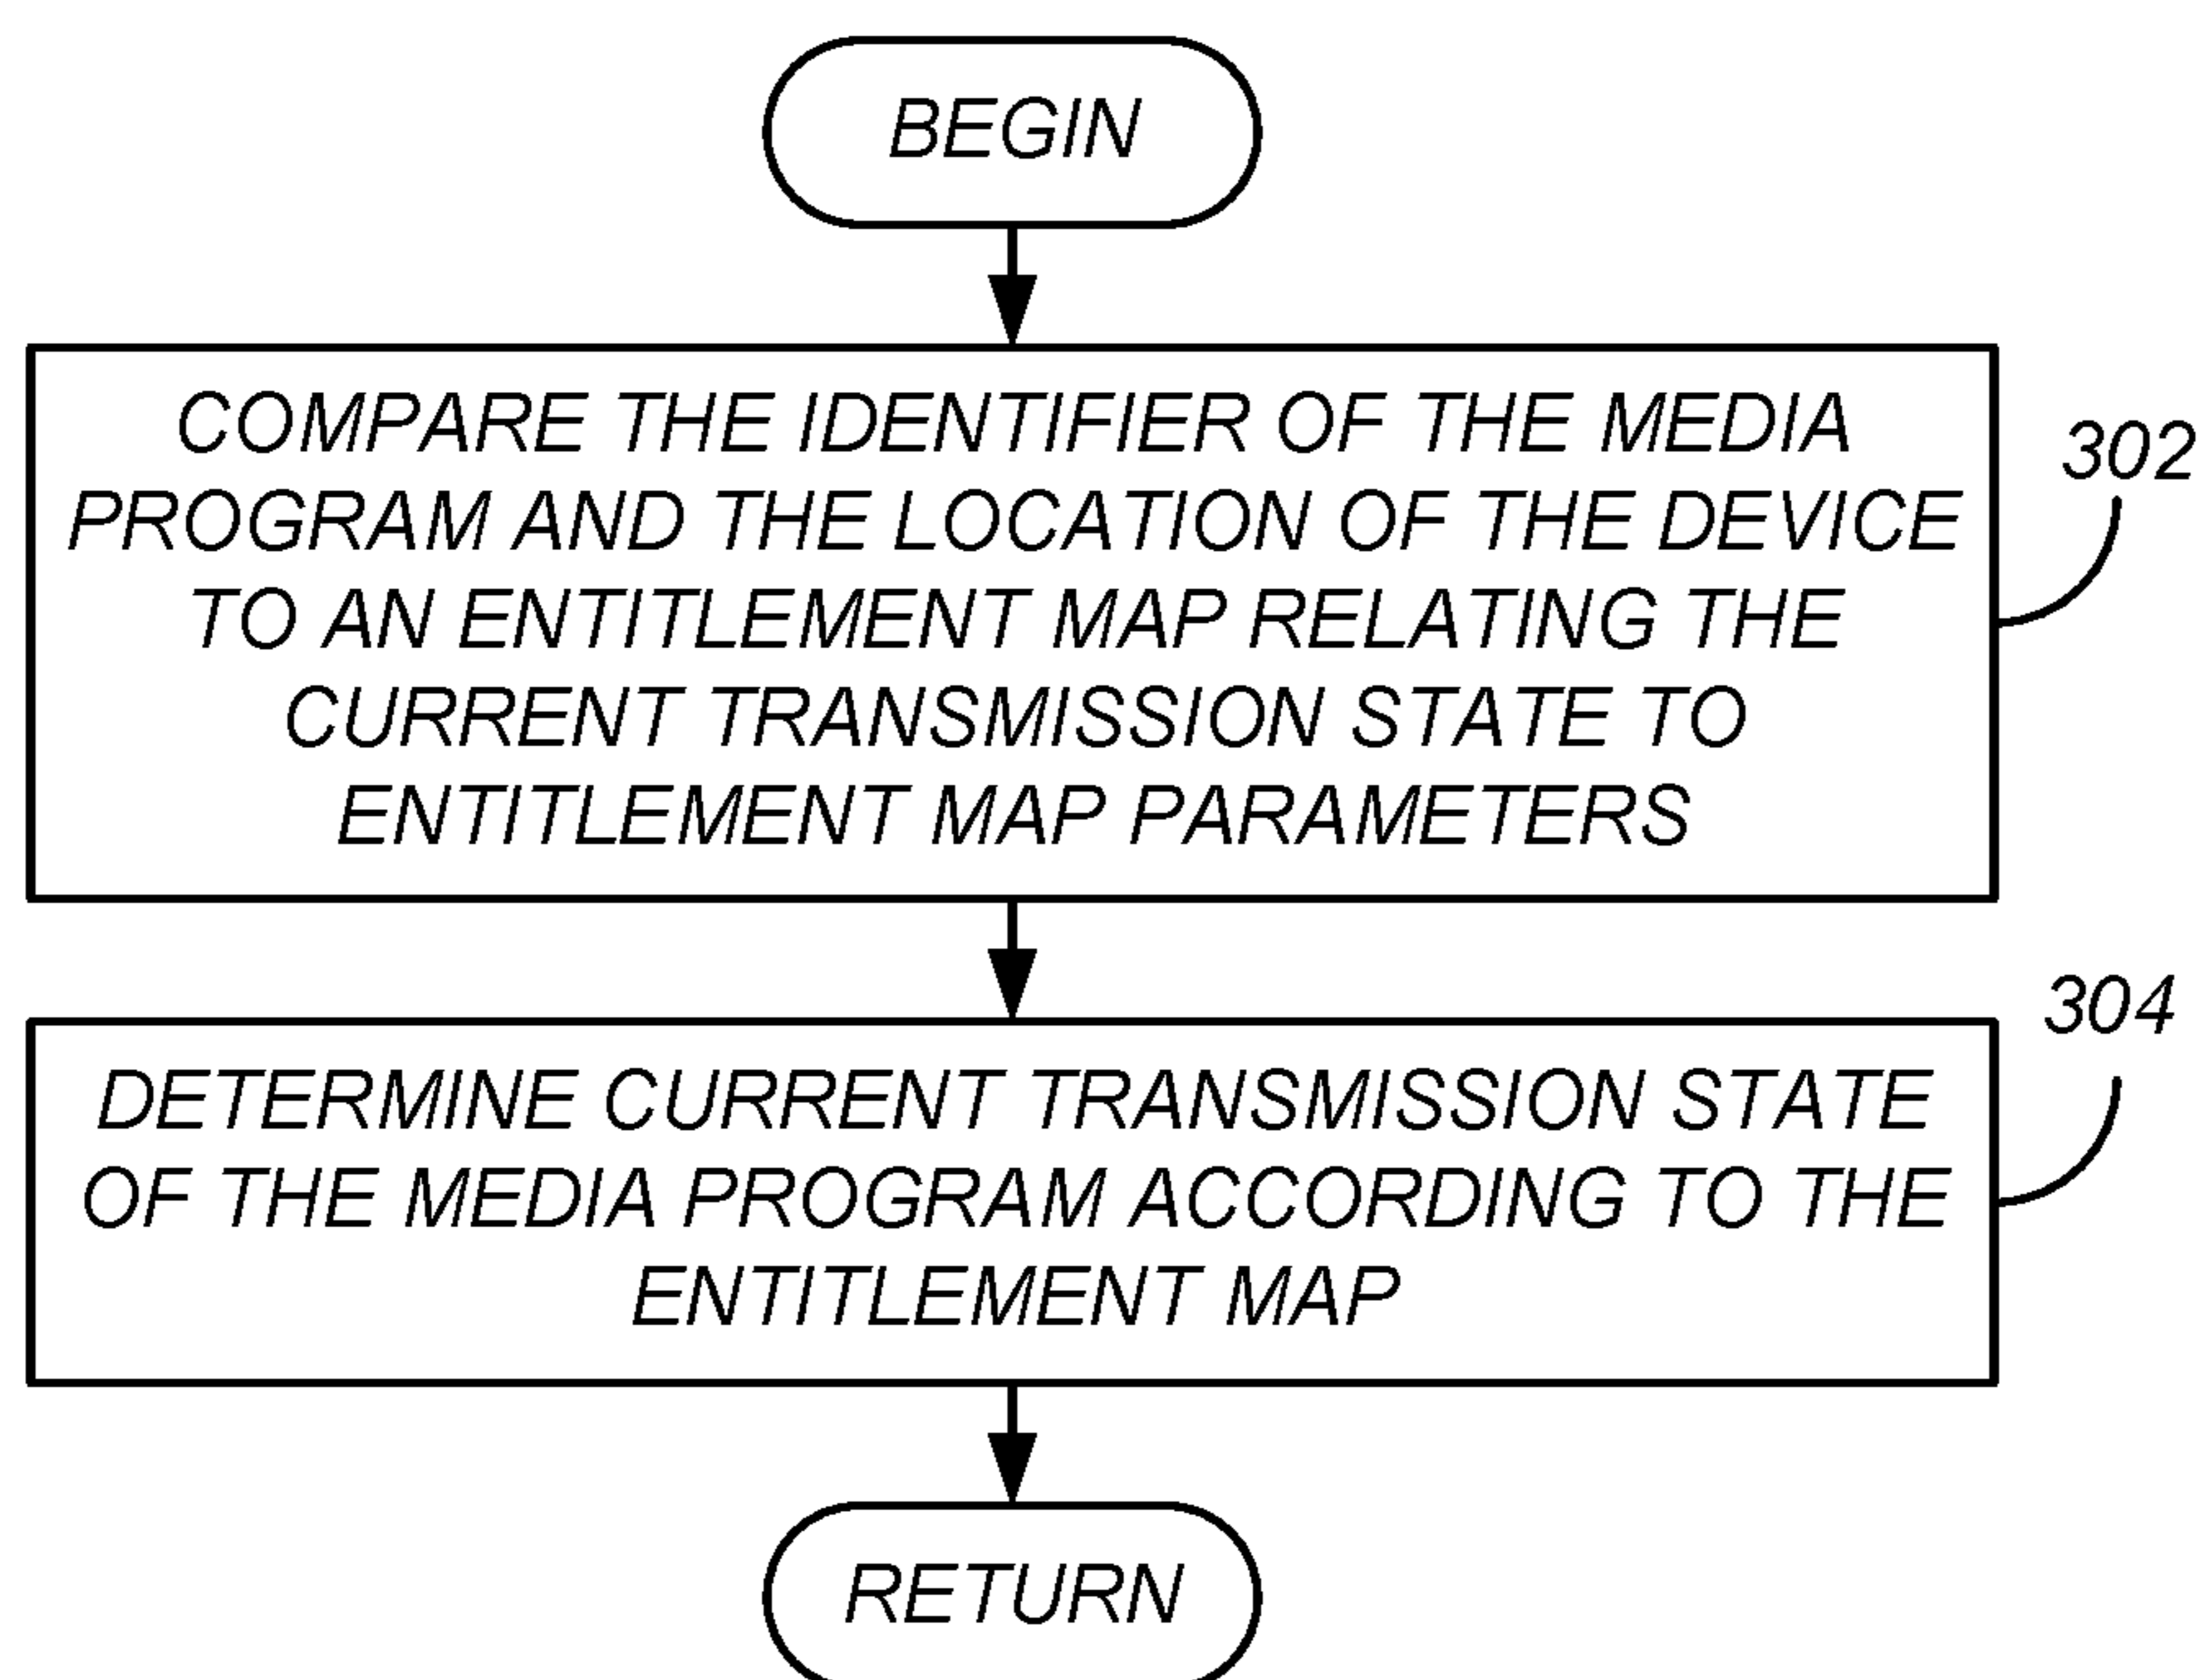 BEGIN
COMPARE THE IDENTIFIER OF THE MEDIA
PROGRAM AND THE LOCATION OF THE DEVICE
TO AN ENTITLEMENT MAP RELATING THE
CURRENT TRANSMISSION STATE TO
ENTITLEMENT MAP PARAMETERS
302
DETERMINE CURRENT TRANSMISSION STATE
OF THE MEDIA PROGRAM ACCORDING TO THE
ENTITLEMENT MAP
304
RETURN